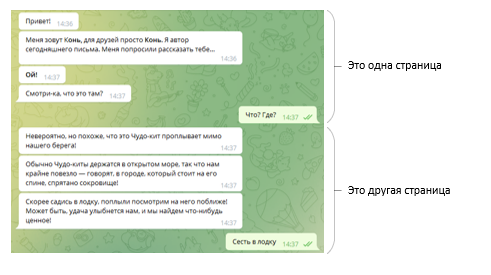 Привет! 14:36
Меня зовут Конь, для друзей просто Конь. Я автор
сегодняшнего письма. Меня попросили рассказать тебе...
14:36
Ой! 14:37
Смотри-ка, что это там? 14:37
Что? Где? 14:37
Это одна страница
Невероятно, но похоже, что это Чудо-кит проплывает мимо
нашего берега! 14:37
Обычно Чудо-киты держатся в открытом море, так что нам
крайне повезло — говорят, в городе, который стоит на его
спине, спрятано сокровище! 14:37
Это другая страница
Скорее садись в лодку, поплыли посмотрим на него поближе!
Может быть, удача улыбнется нам, и мы найдем что-нибудь
ценное! 14:37
Сесть в лодку 14:37